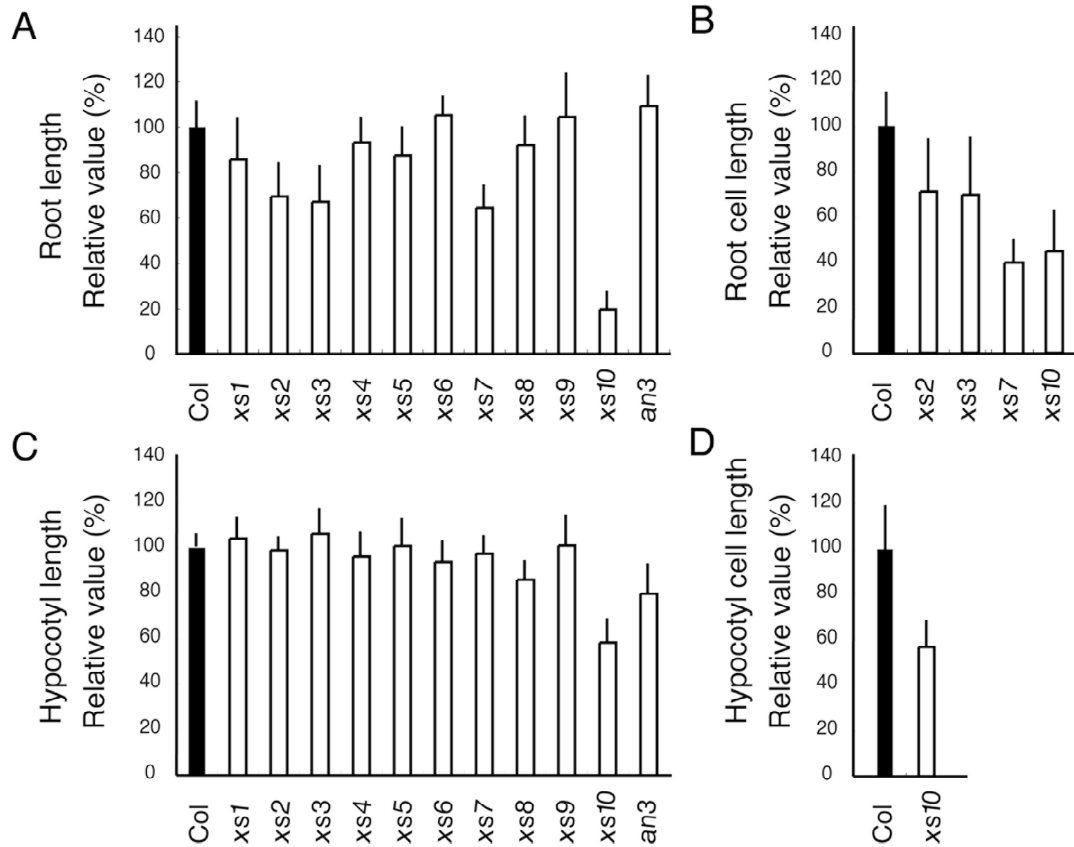 A
Root length
Relative value (%)
140
120
100
80
60
40
20
0
Col
xs1
xs2
xs3
xs4
xs5
xs6
xs7
xs8
xs9
xs10
an3
B
Root cell length
Relative value (%)
140
120
100
80
60
40
20
0
Col
xs2
xs3
xs7
xs10
C
Hypocotyl length
Relative value (%)
140
120
100
80
60
40
20
0
Col
xs1
xs2
xs3
xs4
xs5
xs6
xs7
xs8
xs9
xs10
an3
D
Hypocotyl cell length
Relative value (%)
140
120
100
80
60
40
20
0
Col
xs10